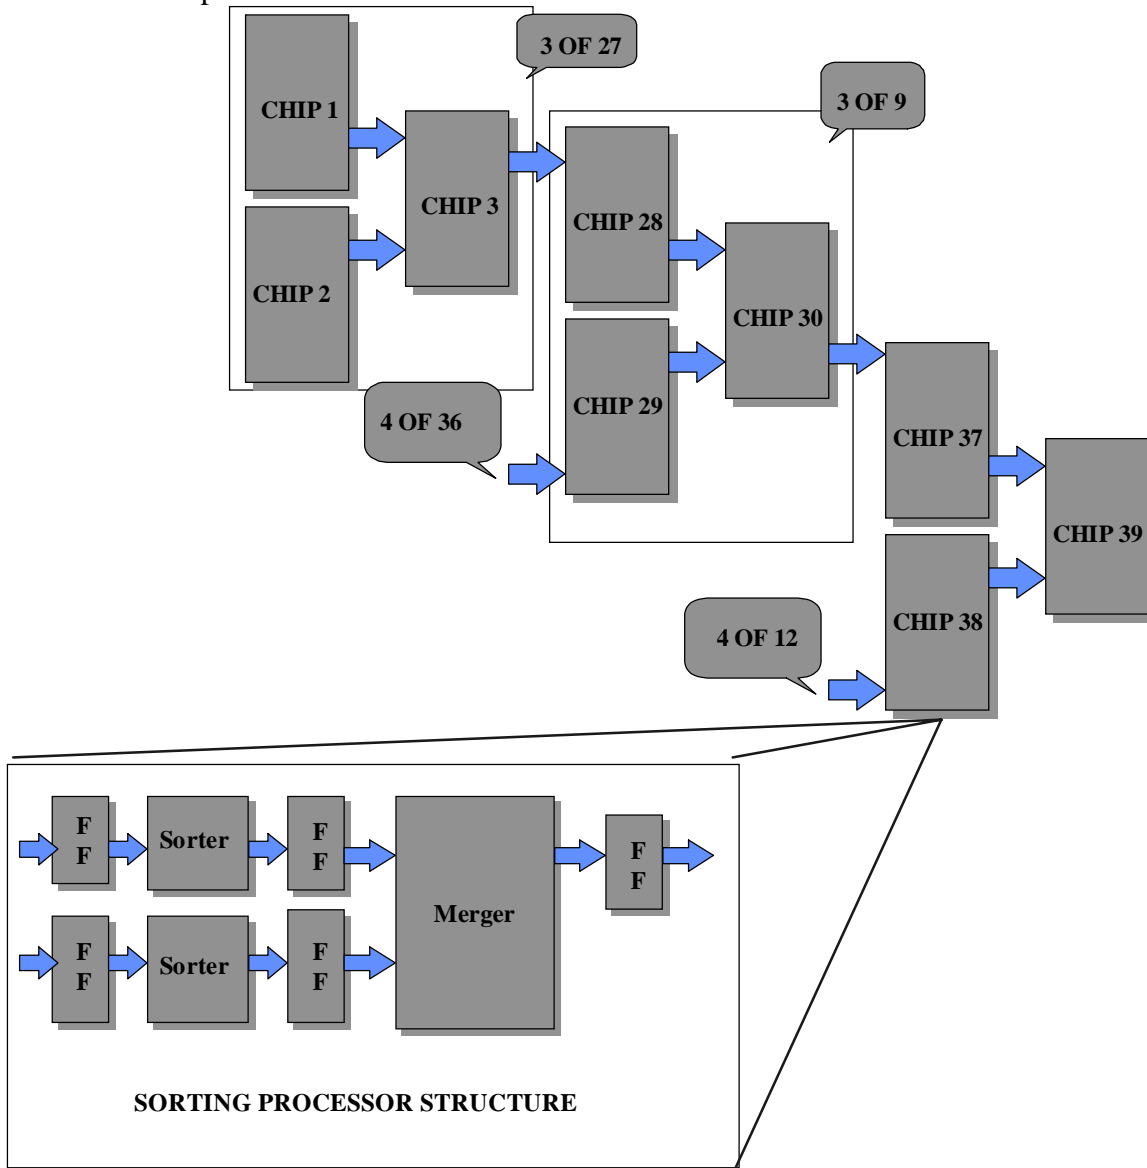 3 OF 27
3 OF 9
CHIP 1
CHIP 3
CHIP 28
CHIP 2
CHIP 30
4 OF 36
CHIP 29
CHIP 37
CHIP 39
4 OF 12
CHIP 38
F
F
Sorter
F
F
Merger
F
F
F
F
Sorter
F
F
SORTING PROCESSOR STRUCTURE